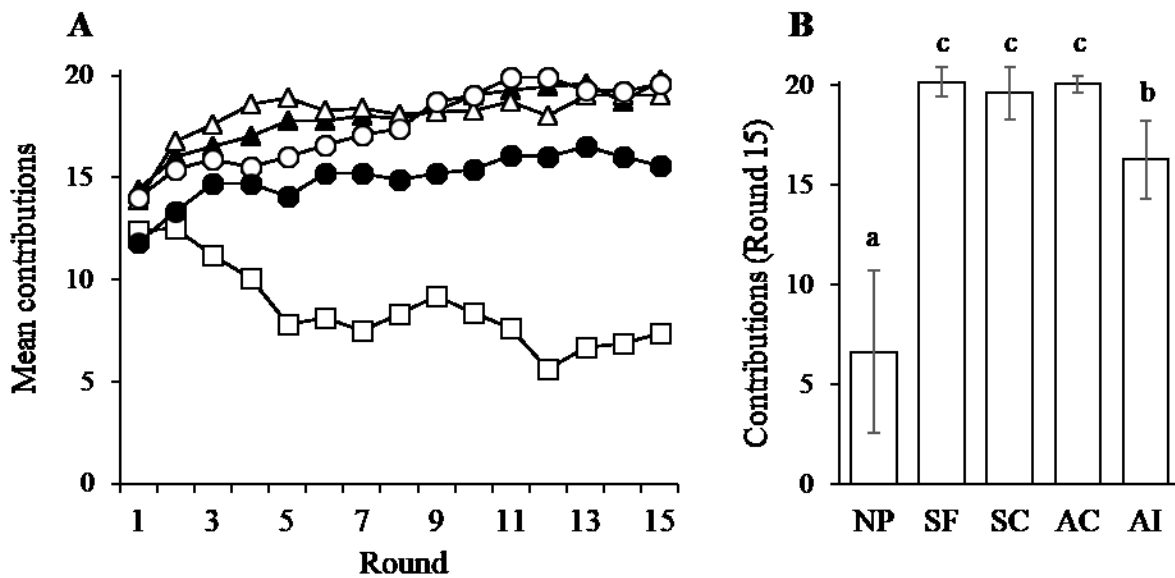 A
Mean contributions
20
15
10
5
0
1 3 5 7 9 11 13 15
Round
B
Contributions (Round 15)
20
15
10
5
0
a
c
c
c
b
NP SF SC AC AI